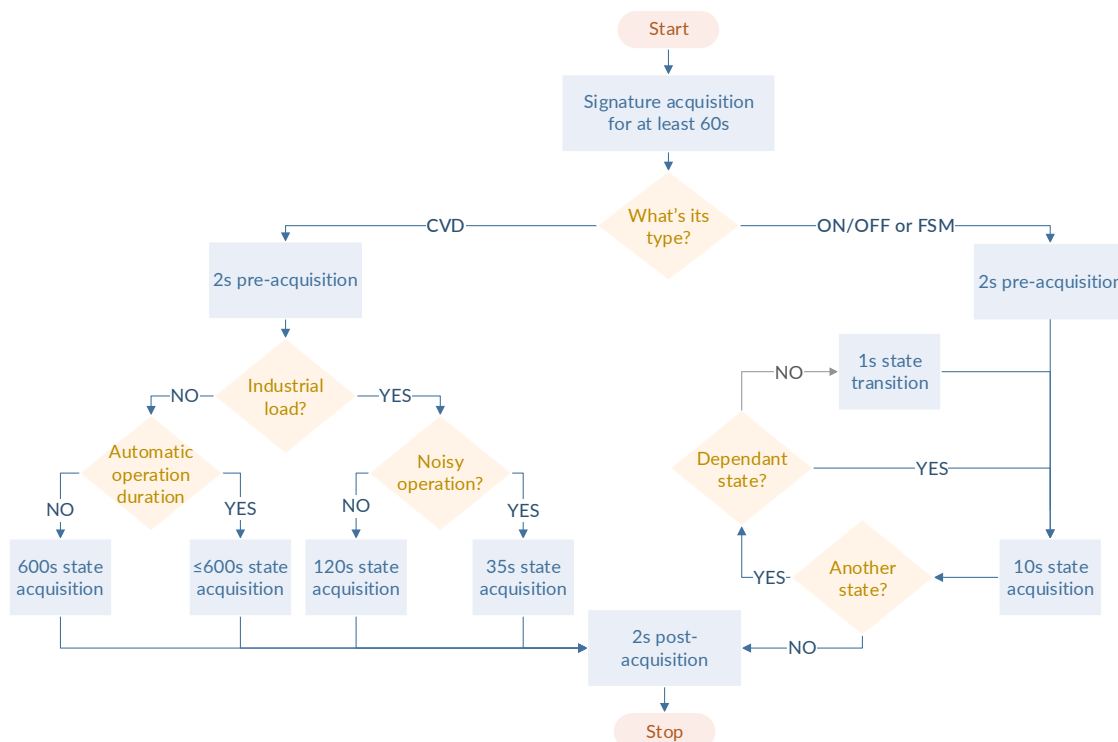 Start
Signature acquisition
for at least 60s
What's its
type?
CVD
ON/OFF or FSM
2s pre-acquisition
2s pre-acquisition
1s state
transition
NO
Industrial
load?
NO
YES
Automatic
operation
duration
Noisy
operation?
Dependant
state?
YES
NO
YES
NO
YES
600s state
acquisition
≤600s state
acquisition
120s state
acquisition
35s state
acquisition
YES
Another
state?
10s state
acquisition
2s post-
acquisition
NO
Stop